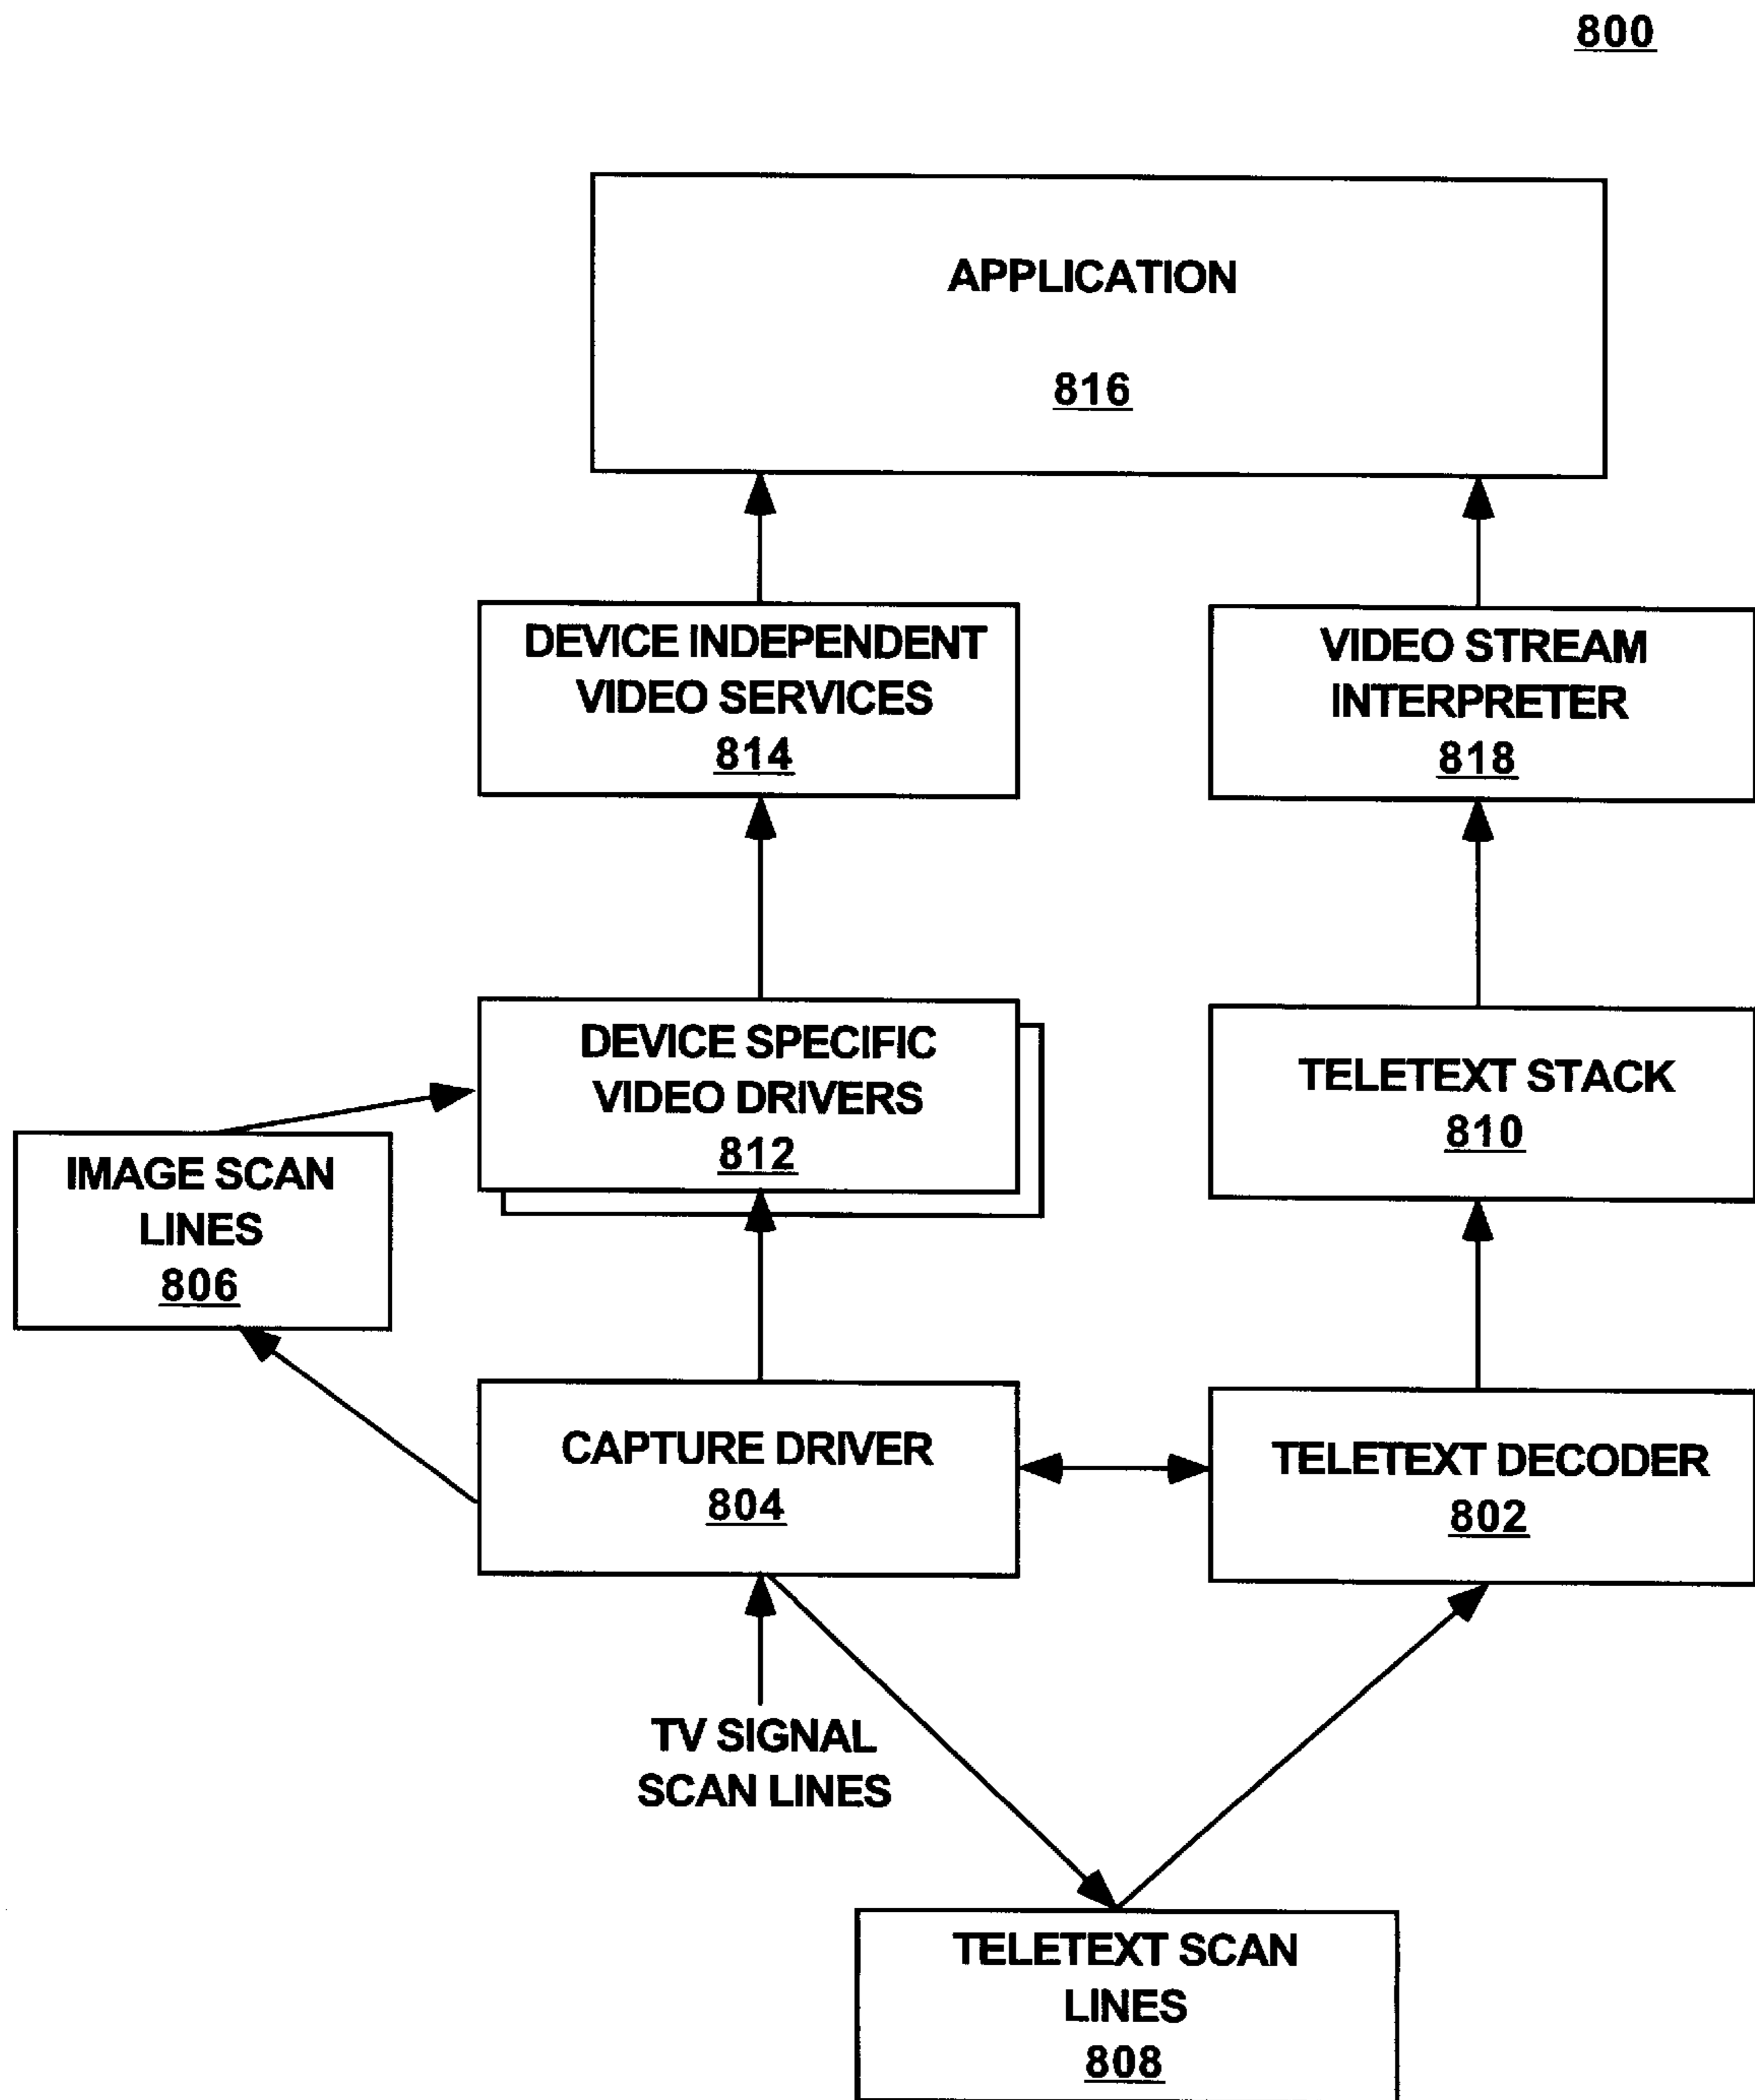 800
APPLICATION
816
DEVICE INDEPENDENT
VIDEO SERVICES
814
VIDEO STREAM
INTERPRETER
818
DEVICE SPECIFIC
VIDEO DRIVERS
812
TELETEXT STACK
810
IMAGE SCAN
LINES
806
CAPTURE DRIVER
804
TELETEXT DECODER
802
TV SIGNAL
SCAN LINES
TELETEXT SCAN
LINES
808